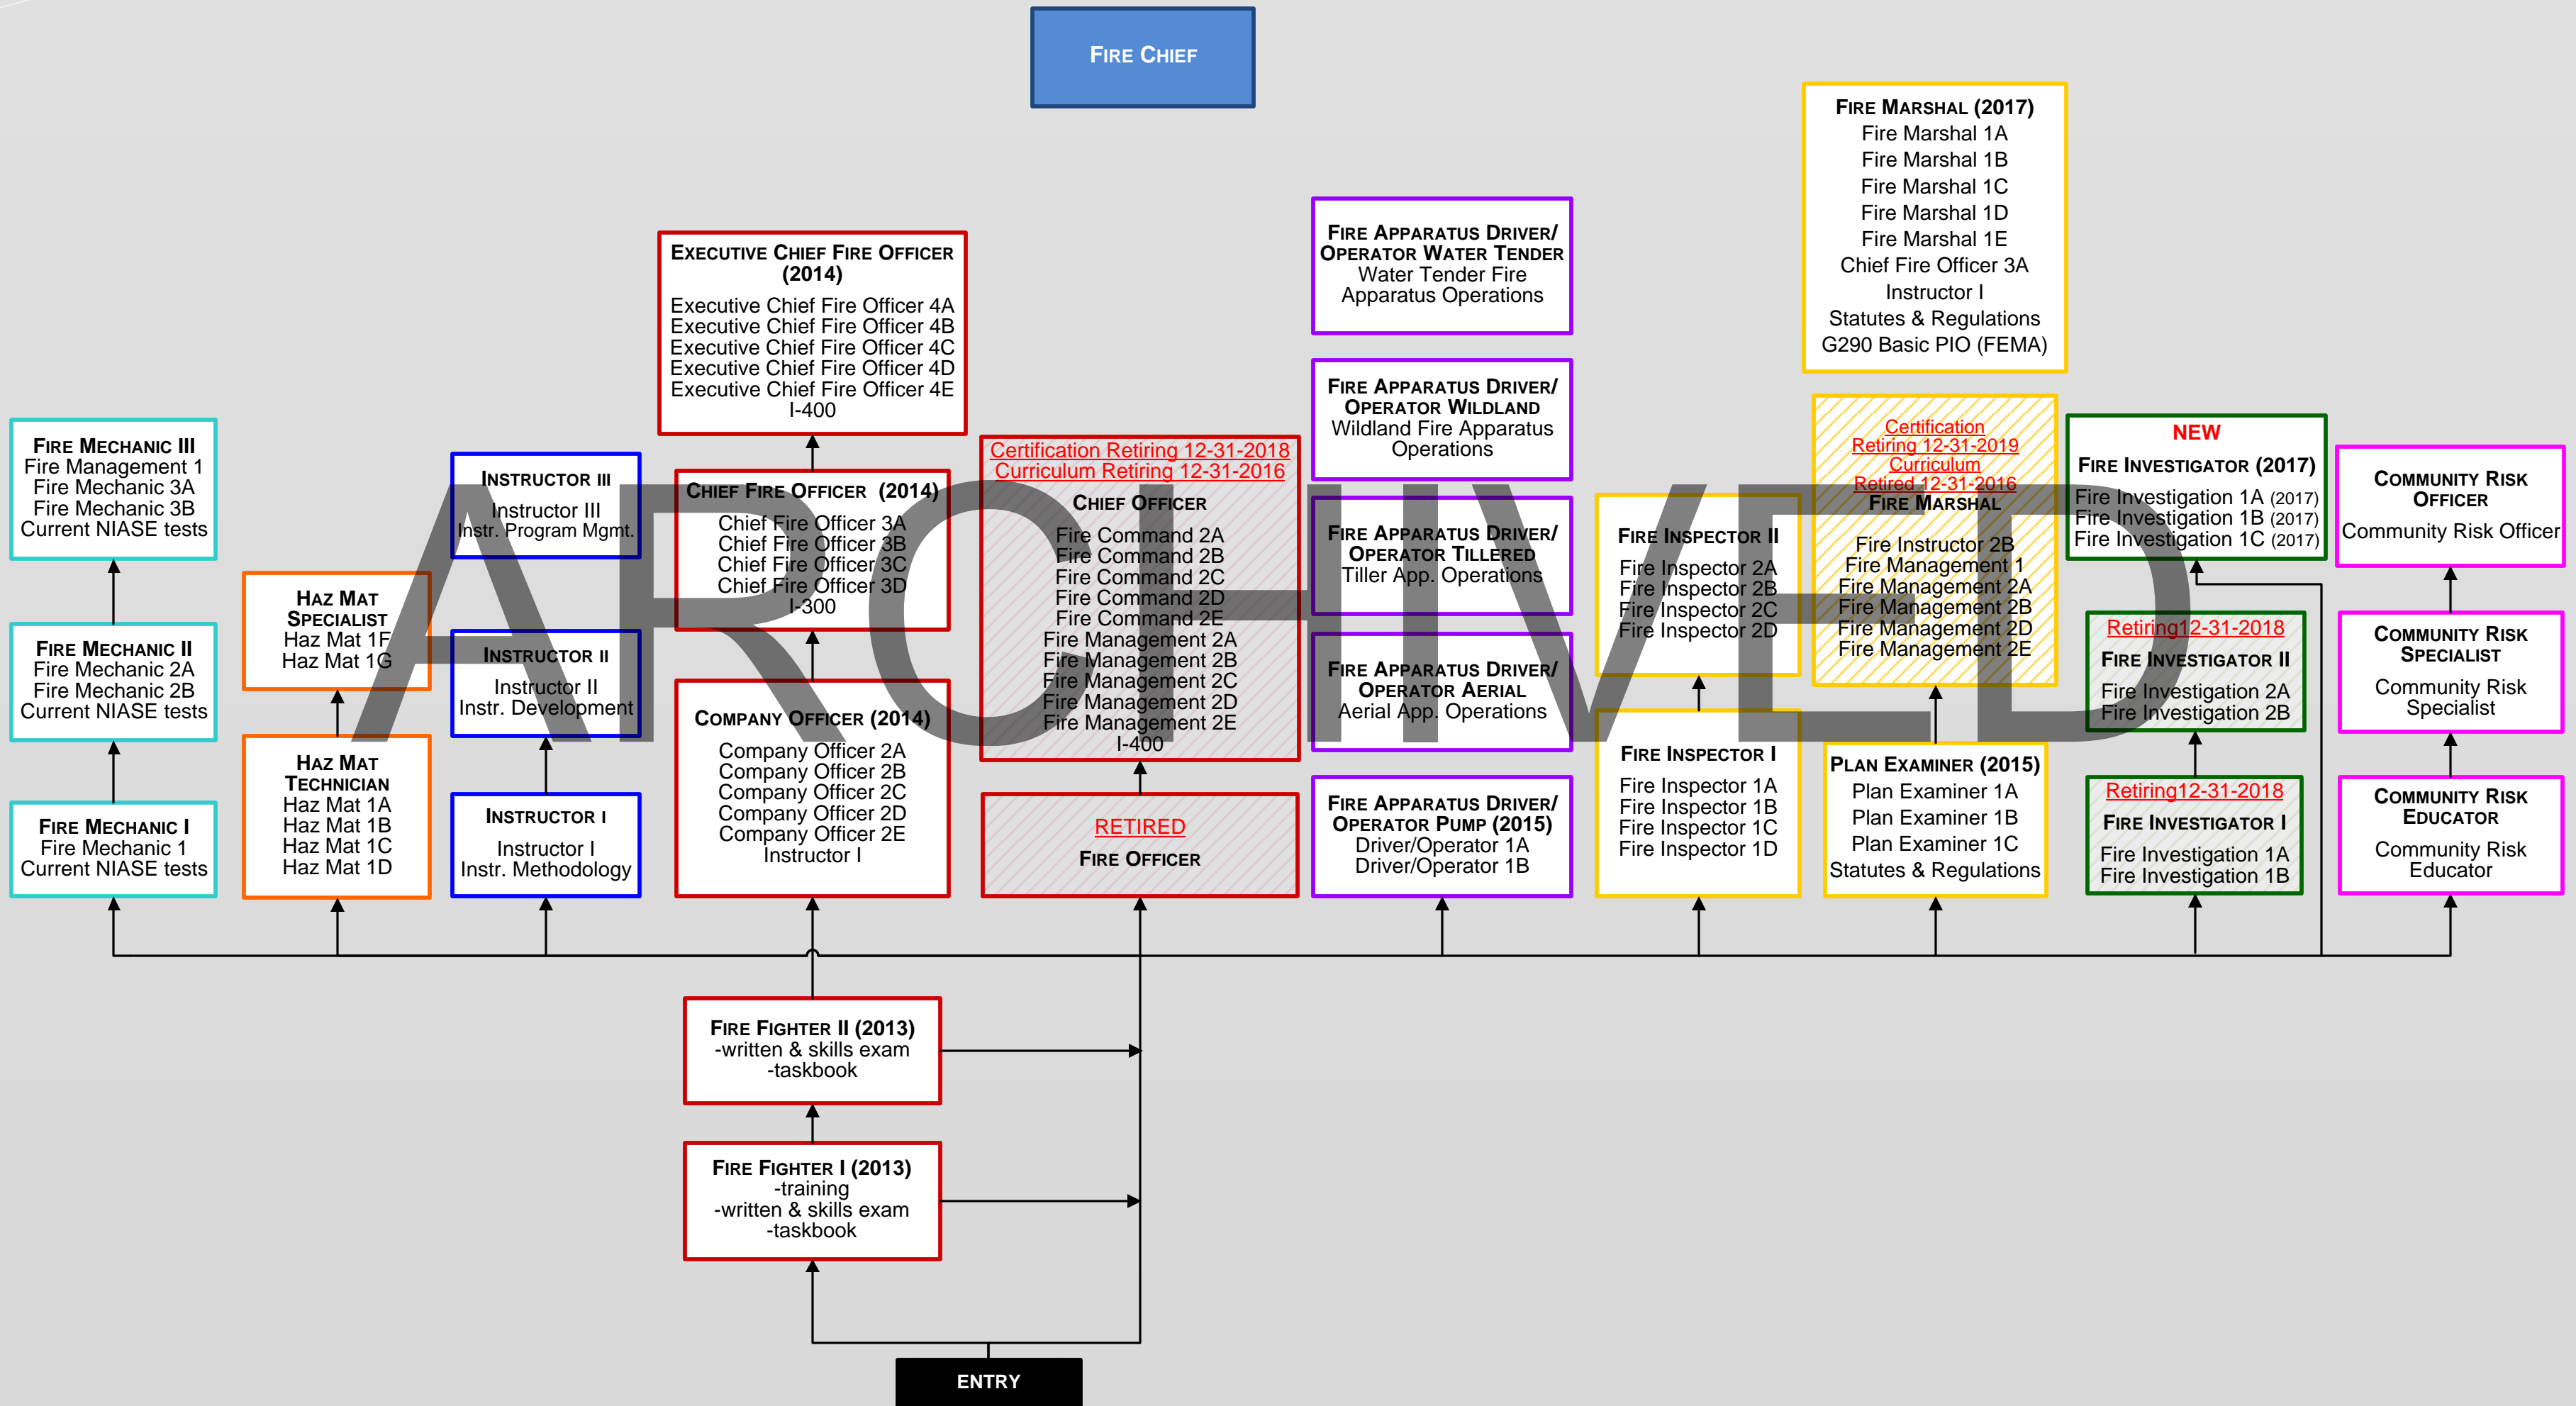 FIRE CHIEF
FIRE MARSHAL (2017)
Fire Marshal 1A
Fire Marshal 1B
Fire Marshal 1C
Fire Marshal 1D
Fire Marshal 1E
Chief Fire Officer 3A
Instructor I
Statutes & Regulations
G290 Basic PIO (FEMA)
FIRE MECHANIC III
Fire Management 1
Fire Mechanic 3A
Fire Mechanic 3B
Current NIASE tests
FIRE MECHANIC II
Fire Mechanic 2A
Fire Mechanic 2B
Current NIASE tests
FIRE MECHANIC I
Fire Mechanic 1
Current NIASE tests
HAZ MAT
SPECIALIST
Haz Mat 1F
Haz Mat 1G
HAZ MAT
TECHNICIAN
Haz Mat 1A
Haz Mat 1B
Haz Mat 1C
Haz Mat 1D
INSTRUCTOR III
Instructor III
Instr. Program Mgmt.
INSTRUCTOR II
Instructor II
Instr. Development
INSTRUCTOR I
Instructor I
Instr. Methodology
EXECUTIVE CHIEF FIRE OFFICER
(2014)
Executive Chief Fire Officer 4A
Executive Chief Fire Officer 4B
Executive Chief Fire Officer 4C
Executive Chief Fire Officer 4D
Executive Chief Fire Officer 4E
I-400
CHIEF FIRE OFFICER (2014)
Chief Fire Officer 3A
Chief Fire Officer 3B
Chief Fire Officer 3C
Chief Fire Officer 3D
I-300
COMPANY OFFICER (2014)
Company Officer 2A
Company Officer 2B
Company Officer 2C
Company Officer 2D
Company Officer 2E
Instructor I
Certification Retiring 12-31-2018
Curriculum Retiring 12-31-2016
CHIEF OFFICER
Fire Command 2A
Fire Command 2B
Fire Command 2C
Fire Command 2D
Fire Command 2E
Fire Management 2A
Fire Management 2B
Fire Management 2C
Fire Management 2D
Fire Management 2E
I-400
RETIRED
FIRE OFFICER
FIRE APPARATUS DRIVER/
OPERATOR WATER TENDER
Water Tender Fire
Apparatus Operations
FIRE APPARATUS DRIVER/
OPERATOR WILDLAND
Wildland Fire Apparatus
Operations
FIRE APPARATUS DRIVER/
OPERATOR TILLERED
Tiller App. Operations
FIRE APPARATUS DRIVER/
OPERATOR AERIAL
Aerial App. Operations
FIRE APPARATUS DRIVER/
OPERATOR PUMP (2015)
Driver/Operator 1A
Driver/Operator 1B
FIRE INSPECTOR II
Fire Inspector 2A
Fire Inspector 2B
Fire Inspector 2C
Fire Inspector 2D
FIRE INSPECTOR I
Fire Inspector 1A
Fire Inspector 1B
Fire Inspector 1C
Fire Inspector 1D
Certification
Retiring 12-31-2019
Curriculum
Retired 12-31-2016
FIRE MARSHAL
Fire Instructor 2B
Fire Management 1
Fire Management 2A
Fire Management 2B
Fire Management 2D
Fire Management 2E
PLAN EXAMINER (2015)
Plan Examiner 1A
Plan Examiner 1B
Plan Examiner 1C
Statutes & Regulations
NEW
FIRE INVESTIGATOR (2017)
Fire Investigation 1A (2017)
Fire Investigation 1B (2017)
Fire Investigation 1C (2017)
Retiring12-31-2018
FIRE INVESTIGATOR II
Fire Investigation 2A
Fire Investigation 2B
Retiring12-31-2018
FIRE INVESTIGATOR I
Fire Investigation 1A
Fire Investigation 1B
COMMUNITY RISK
OFFICER
Community Risk Officer
COMMUNITY RISK
SPECIALIST
Community Risk
Specialist
COMMUNITY RISK
EDUCATOR
Community Risk
Educator
ARCHIVED
FIRE FIGHTER II (2013)
-written & skills exam
-taskbook
FIRE FIGHTER I (2013)
-training
-written & skills exam
-taskbook
ENTRY